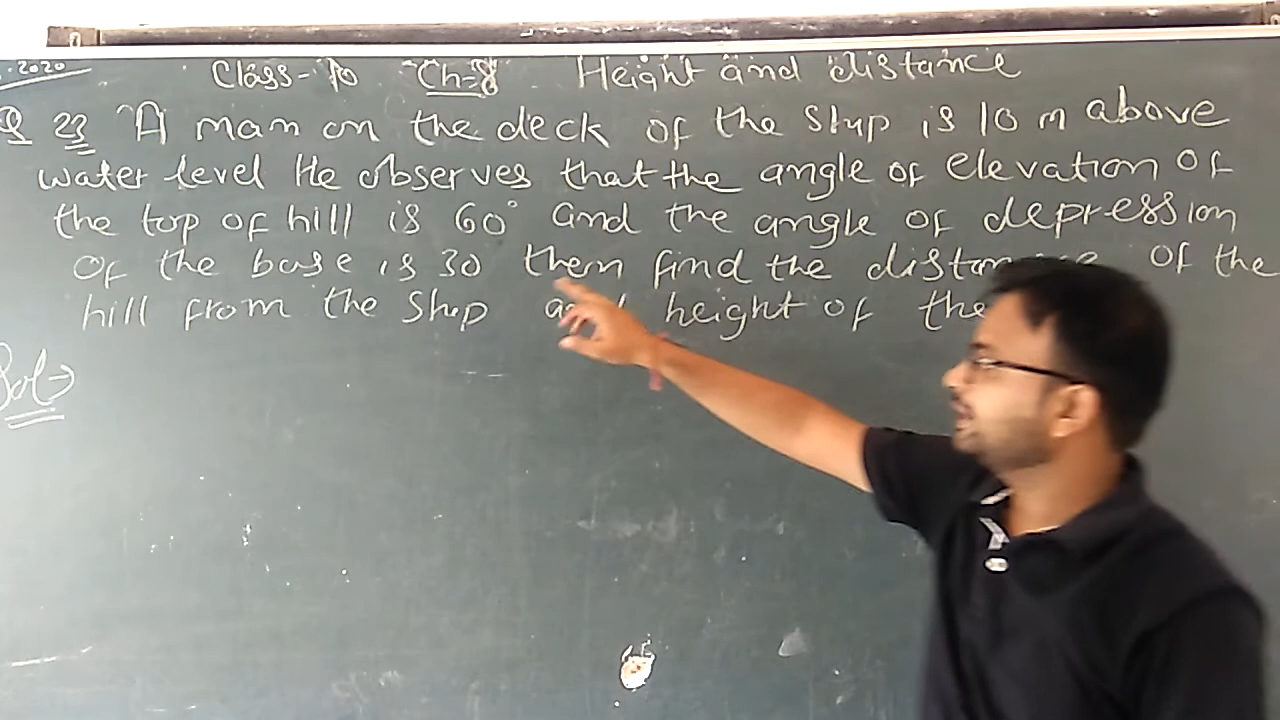 .2020
Class-10 Ch-8 Height and distance
Q 23 A man on the deck of the Ship is 10 m above
water level He observes that the angle of elevation of
the top of hill is 60° and the angle of depression
of the base is 30 then find the distance of the
hill from the Ship and height of the
Sol→